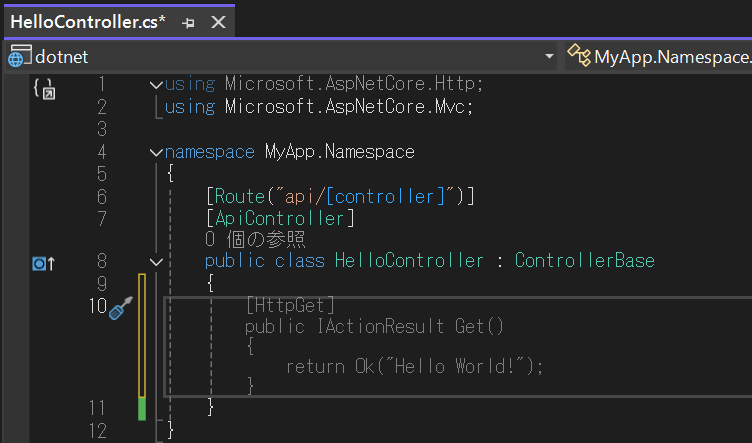 HelloController.cs*
dotnet
MyApp.Namespace.
1 using Microsoft.AspNetCore.Http;
2 using Microsoft.AspNetCore.Mvc;
3
4 namespace MyApp.Namespace
5 {
6 [Route("api/[controller]")]
7 [ApiController]
0 個の参照
8 public class HelloController : ControllerBase
9 {
10 [HttpGet]
public IActionResult Get()
{
return Ok("Hello World!");
}
11 }
12 }